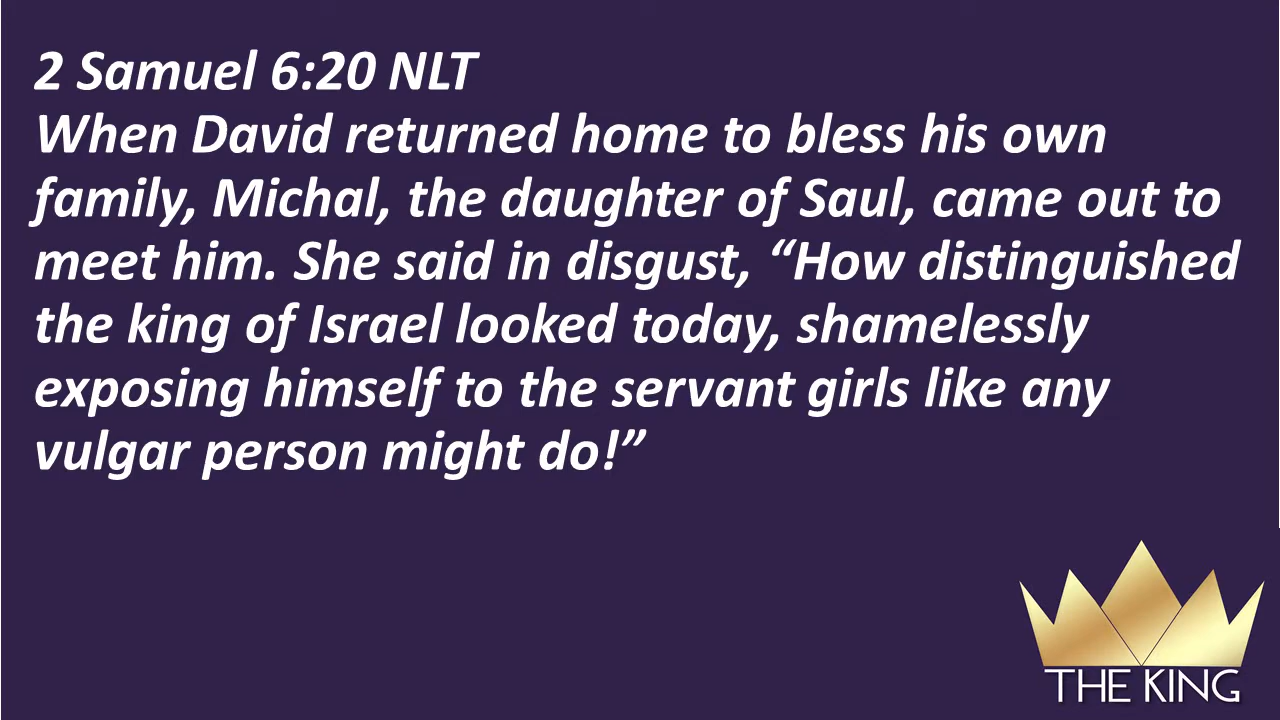 2 Samuel 6:20 NLT
When David returned home to bless his own
family, Michal, the daughter of Saul, came out to
meet him. She said in disgust, “How distinguished
the king of Israel looked today, shamelessly
exposing himself to the servant girls like any
vulgar person might do!”
THE KING